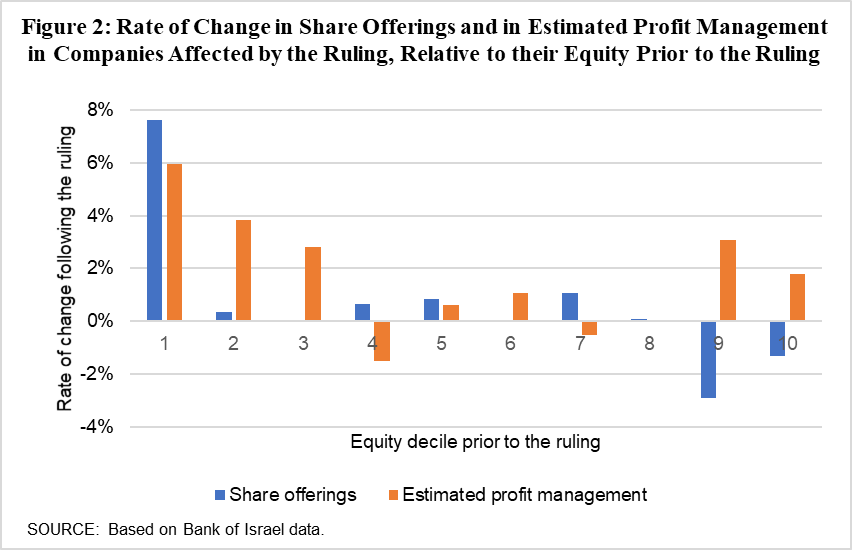 Figure 2: Rate of Change in Share Offerings and in Estimated Profit Management
in Companies Affected by the Ruling, Relative to their Equity Prior to the Ruling
Rate of change following the ruling
8%
6%
4%
2%
0%
-2%
-4%
1 2 3 4 5 6 7 8 9 10
Equity decile prior to the ruling
Share offerings Estimated profit management
SOURCE: Based on Bank of Israel data.